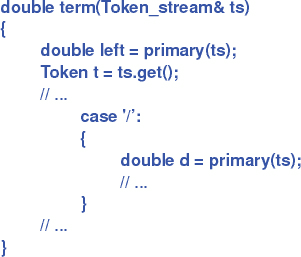 double term(Token_stream& ts)
{
double left = primary(ts);
Token t = ts.get();
// ...
case '/':
{
double d = primary(ts);
// ...
}
// ...
}